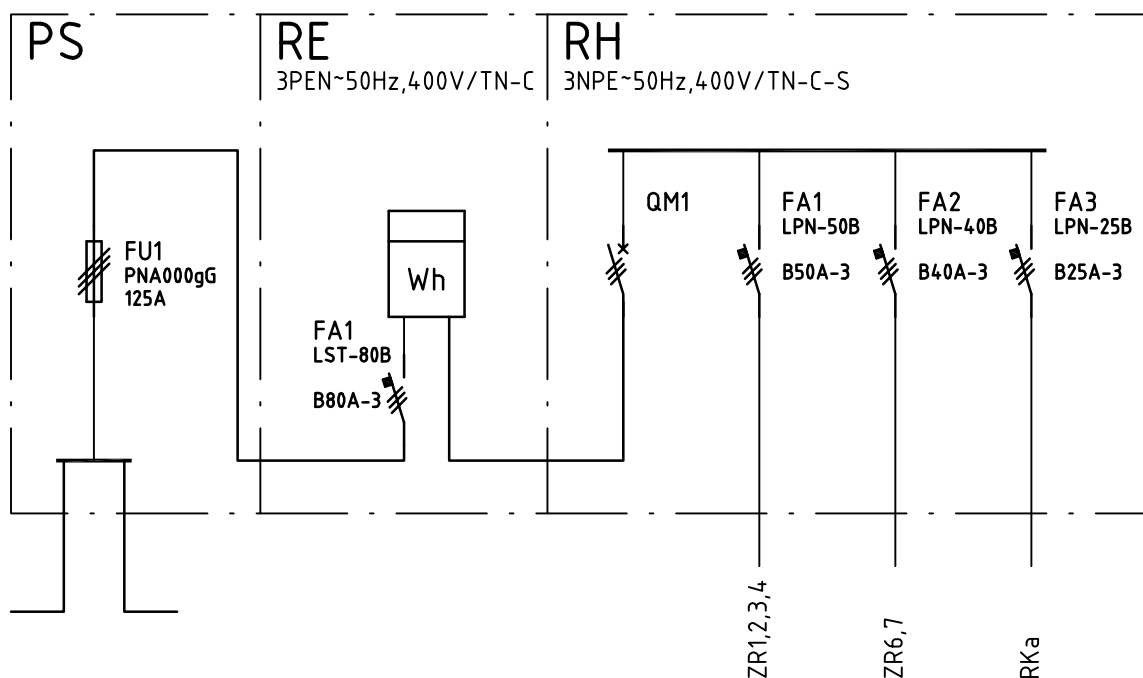 PS
RE
3PEN~50Hz,400V/TN-C
RH
3NPE~50Hz,400V/TN-C-S
FU1
PNA000gG
125A
Wh
FA1
LST-80B
B80A-3
QM1
FA1
LPN-50B
B50A-3
FA2
LPN-40B
B40A-3
FA3
LPN-25B
B25A-3
ZR1,2,3,4
ZR6,7
RKa